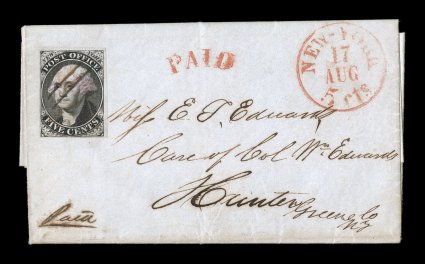 POST OFFICE
FIVE CENTS
PAID
NEW-YORK
17
AUG
5 cts
Miss E. T. Edwards
Care of Col Wm Edwards
Hunter
Greene Co
NY
Paid